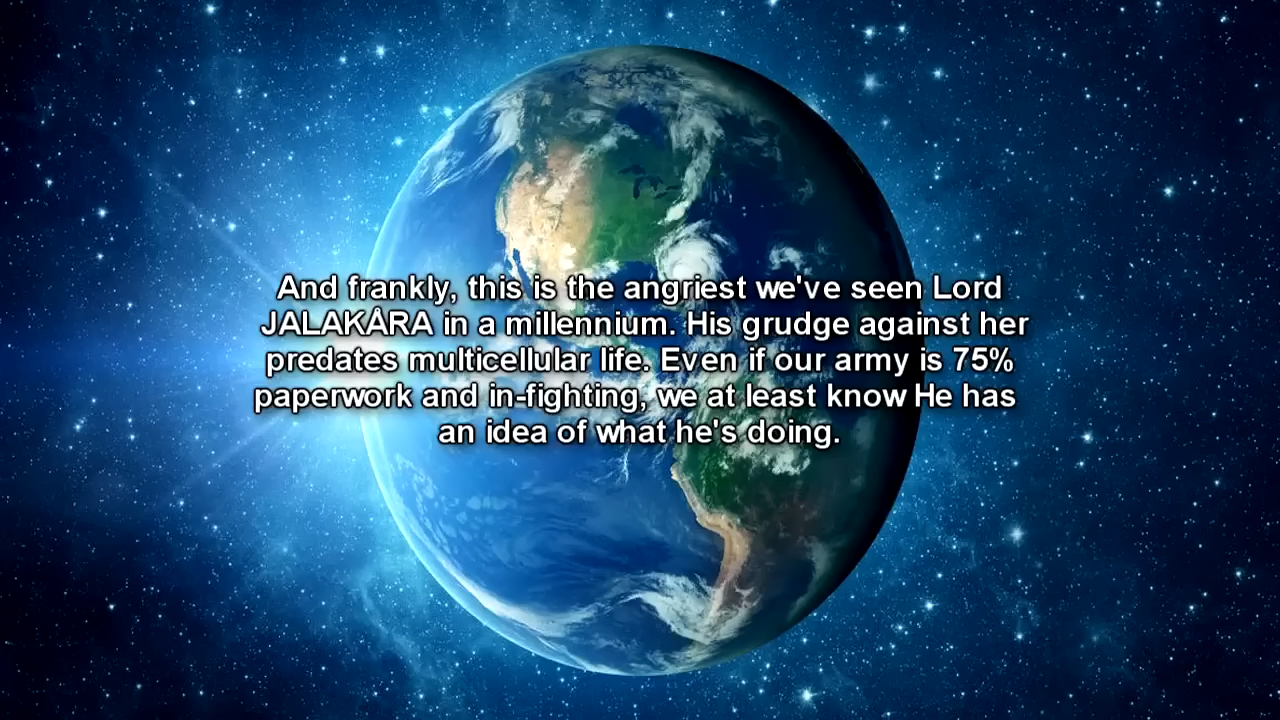 And frankly, this is the angriest we've seen Lord
JALAKÁRA in a millennium. His grudge against her
predates multicellular life. Even if our army is 75%
paperwork and in-fighting, we at least know He has
an idea of what he's doing.